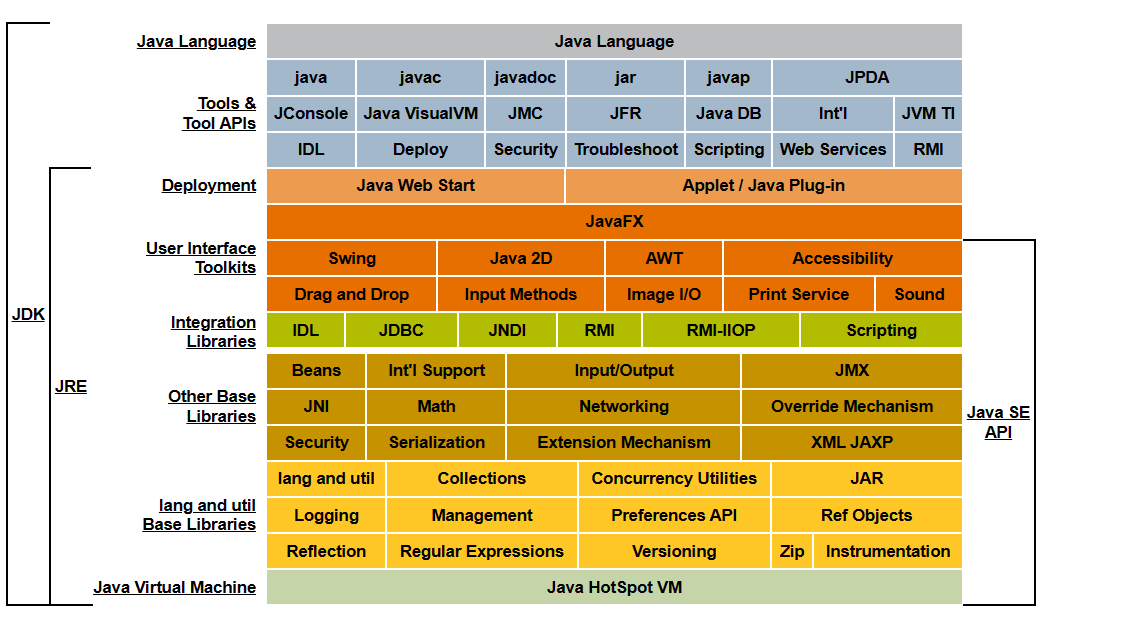 Java Language Java Language
java javac javadoc jar javap JPDA
Tools &
Tool APIs
JConsole Java VisualVM JMC JFR Java DB Int'l JVM TI
IDL Deploy Security Troubleshoot Scripting Web Services RMI
Deployment Java Web Start Applet / Java Plug-in
JavaFX
User Interface
Toolkits
Swing Java 2D AWT Accessibility
Drag and Drop Input Methods Image I/O Print Service Sound
Integration
Libraries
IDL JDBC JNDI RMI RMI-IIOP Scripting
JDK
JRE
Beans Int'l Support Input/Output JMX
Other Base
Libraries
JNI Math Networking Override Mechanism
Security Serialization Extension Mechanism XML JAXP
Java SE
API
lang and util Collections Concurrency Utilities JAR
lang and util
Base Libraries
Logging Management Preferences API Ref Objects
Reflection Regular Expressions Versioning Zip Instrumentation
Java Virtual Machine Java HotSpot VM